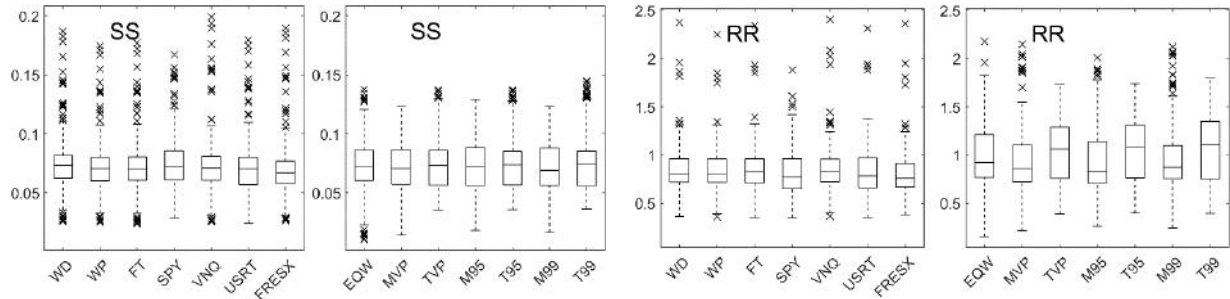 SS
0.2
0.15
0.1
0.05
WD
WP
FT
SPY
VNQ
USRT
FRESX
SS
0.2
0.15
0.1
0.05
EQW
MVP
TVP
M95
T95
M99
T99
RR
2.5
2
1.5
1
0.5
WD
WP
FT
SPY
VNQ
USRT
FRESX
RR
2.5
2
1.5
1
0.5
EQW
MVP
TVP
M95
T95
M99
T99